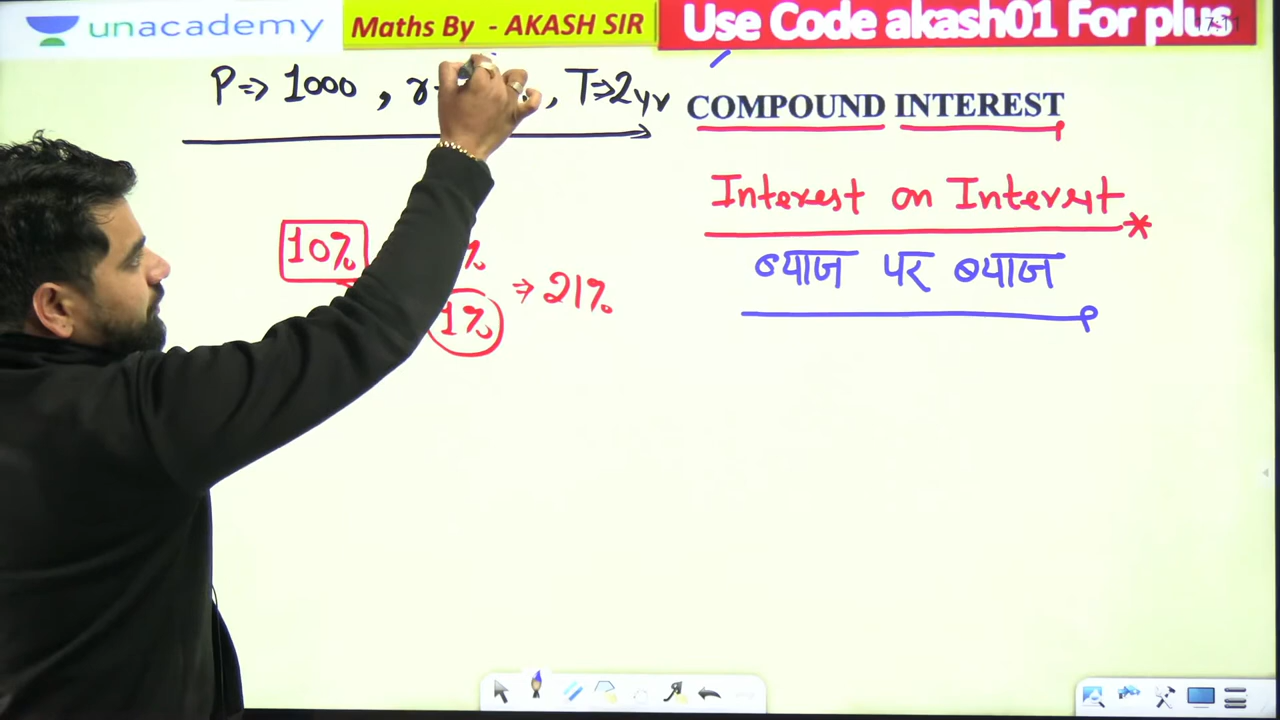 unacademy
Maths By - AKASH SIR
Use Code akash01 For plus
P => 1000 , r , T => 2yr
COMPOUND INTEREST
Interest on Interest
ब्याज पर ब्याज
10% %
1% => 21%